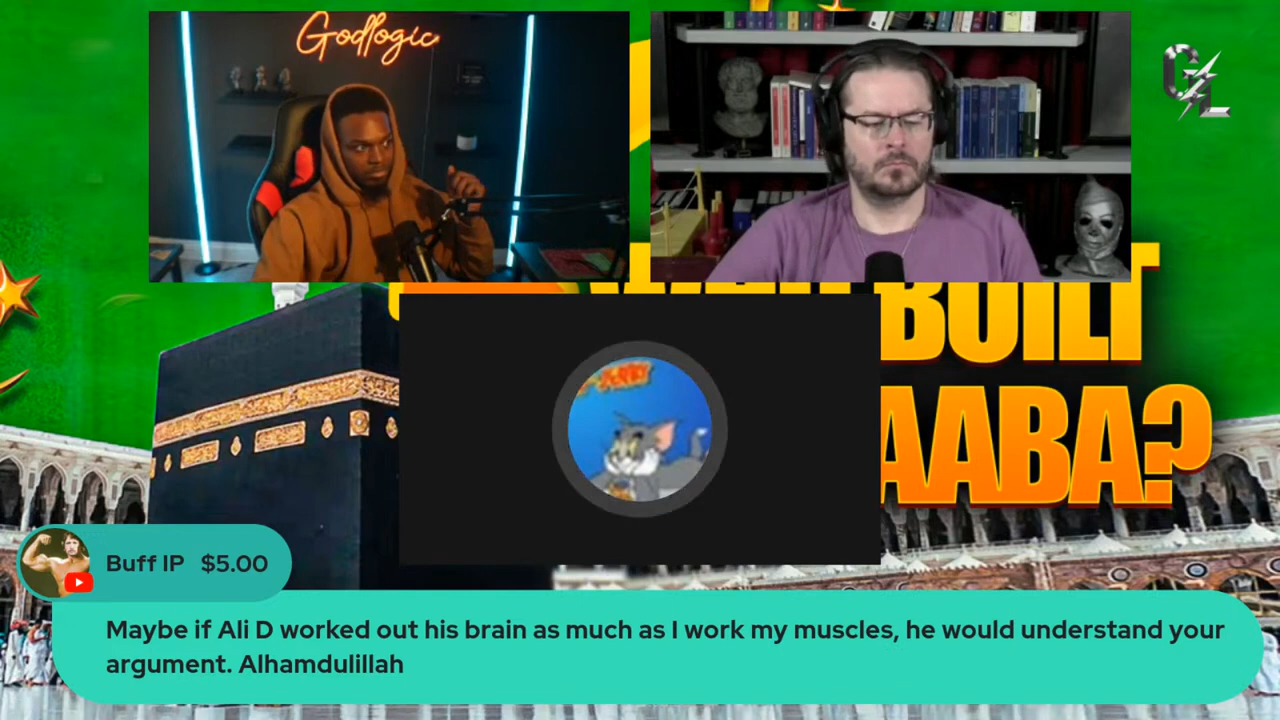 Godlogic
GL
BUILT
AABA?
Buff IP $5.00
Maybe if Ali D worked out his brain as much as I work my muscles, he would understand your
argument. Alhamdulillah